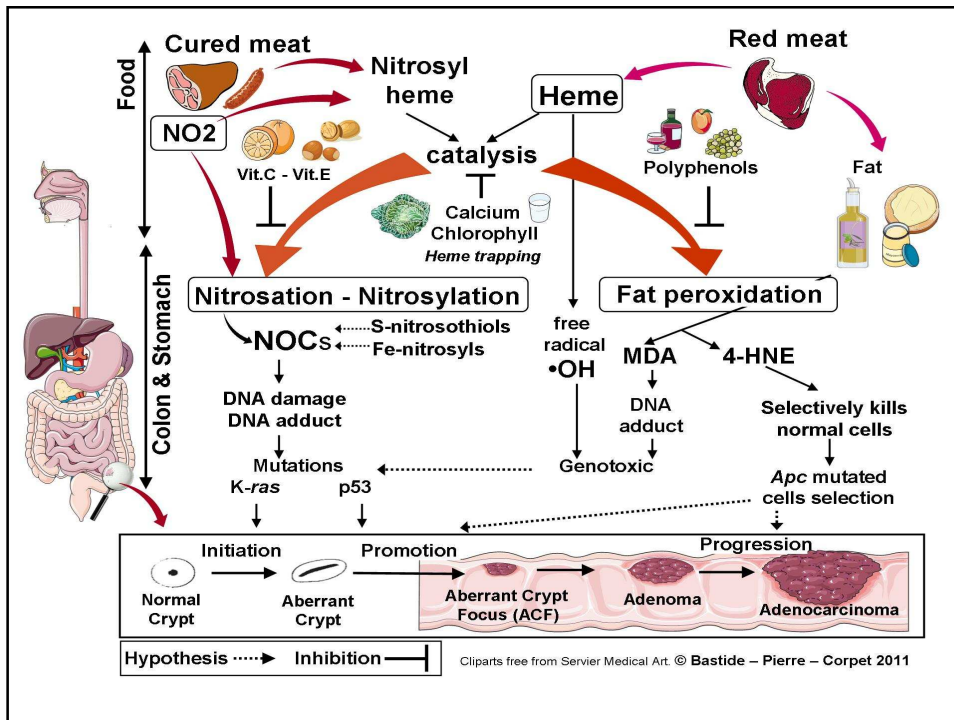 Cured meat
Red meat
Food
Nitrosyl
heme
Heme
NO2
Vit.C - Vit.E
catalysis
Polyphenols
Fat
Calcium
Chlorophyll
Heme trapping
Colon & Stomach
Nitrosation - Nitrosylation
Fat peroxidation
NOCs
S-nitrosothiols
Fe-nitrosyls
free
radical
•OH
MDA
4-HNE
DNA damage
DNA adduct
DNA
adduct
Selectively kills
normal cells
Mutations
K-ras
p53
Genotoxic
Apc mutated
cells selection
Initiation
Promotion
Progression
Normal
Crypt
Aberrant
Crypt
Aberrant Crypt
Focus (ACF)
Adenoma
Adenocarcinoma
Hypothesis
Inhibition
Cliparts free from Servier Medical Art. © Bastide – Pierre – Corpet 2011